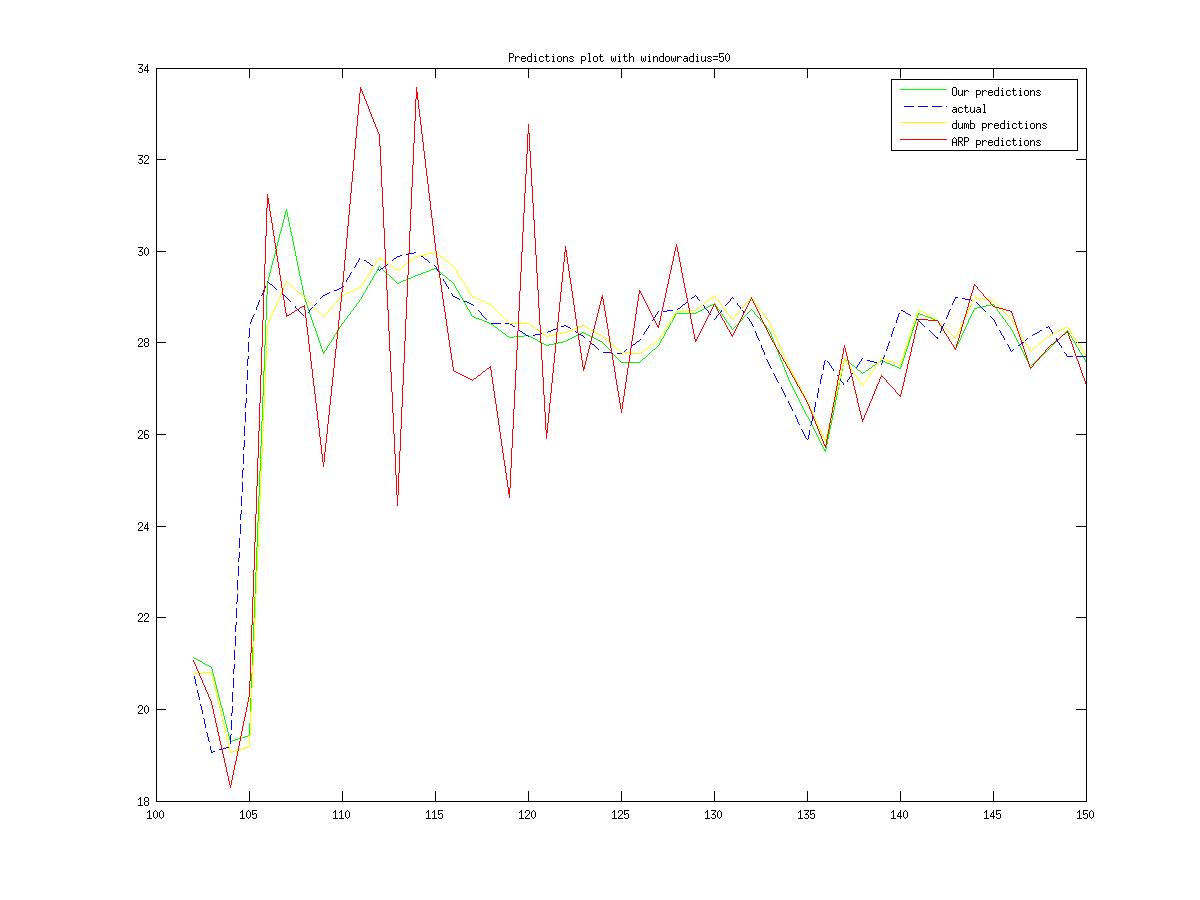 Predictions plot with windowradius=50
Our predictions
actual
dumb predictions
ARP predictions
34
32
30
28
26
24
22
20
18
100 105 110 115 120 125 130 135 140 145 150